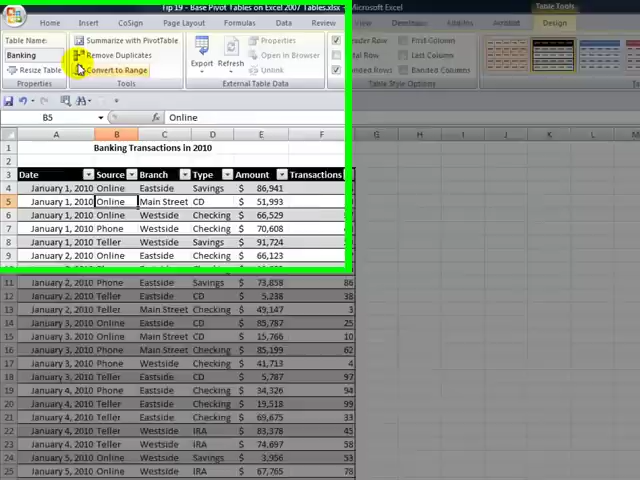 Tip 19 - Base Pivot Tables on Excel 2007 Tables.xlsx - Microsoft Excel
Table Tools
Home Insert CoSign Page Layout Formulas Data Review View Design
Table Name: Summarize with PivotTable Properties Header Row First Column
Banking Remove Duplicates Export Refresh Open in Browser Last Column
Resize Table Convert to Range Unlink Banded Columns
Properties Tools External Table Data Table Style Options Table Styles
B5 Online
A B C D E F G H I J K L M
1 Banking Transactions in 2010
2
3 Date Source Branch Type Amount Transactions
4 January 1, 2010 Online Eastside Savings $ 86,941
5 January 1, 2010 Online Main Street CD $ 51,993
6 January 1, 2010 Online Westside Checking $ 66,529
7 January 1, 2010 Phone Westside Checking $ 70,608
8 January 1, 2010 Teller Westside Savings $ 91,724
9 January 2, 2010 Online Eastside Checking $ 66,123
11 January 2, 2010 Phone Eastside Savings $ 73,858 86
12 January 2, 2010 Teller Eastside CD $ 5,238 38
13 January 2, 2010 Teller Main Street CD $ 49,147 3
14 January 3, 2010 Online Eastside CD $ 85,787 25
15 January 3, 2010 Online Main Street CD $ 15,766 10
16 January 3, 2010 Phone Main Street Checking $ 85,199 62
17 January 3, 2010 Phone Westside Checking $ 41,713 4
18 January 3, 2010 Teller Eastside CD $ 5,787 97
19 January 4, 2010 Phone Eastside Checking $ 34,326 94
20 January 4, 2010 Phone Eastside Checking $ 19,518 99
21 January 4, 2010 Phone Eastside Checking $ 69,675 33
22 January 4, 2010 Teller Westside IRA $ 83,378 45
23 January 4, 2010 Teller Westside IRA $ 74,697 58
24 January 5, 2010 Online Westside Savings $ 3,956 53
25 January 5, 2010 Online Westside IRA $ 67,765 78